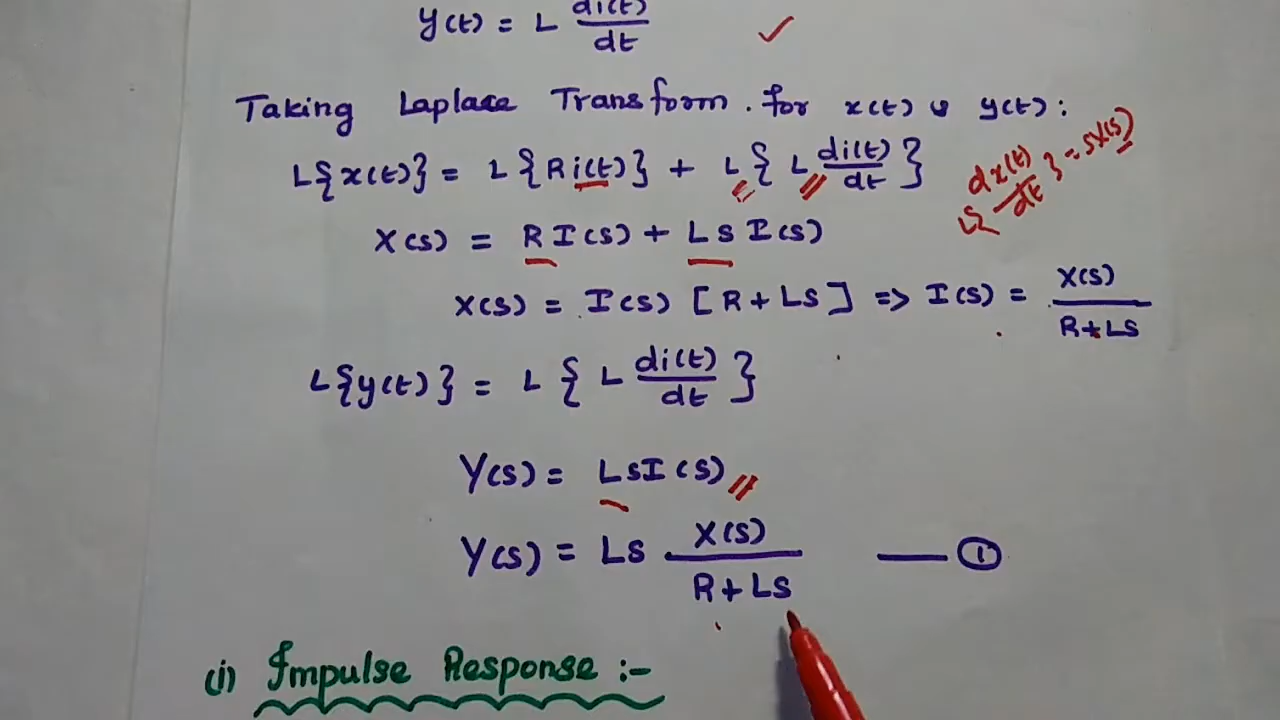 y(t) = L di(t)/dt ✓
Taking Laplace Transform. for x(t) & y(t):
L{x(t)} = L{Ri(t)} + L{L di(t)/dt}
L{dx(t)/dt} = sX(s)
X(s) = R I(s) + Ls I(s)
X(s) = I(s) [R + LS] => I(s) = X(s)/R+LS
L{y(t)} = L{L di(t)/dt}
Y(s) = LsI(s)
Y(s) = Ls X(s)/R+LS —— ①
(i) Impulse Response :-